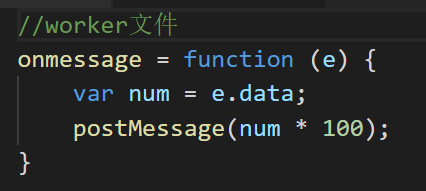 //worker文件
onmessage = function (e) {
    var num = e.data;
    postMessage(num * 100);
}